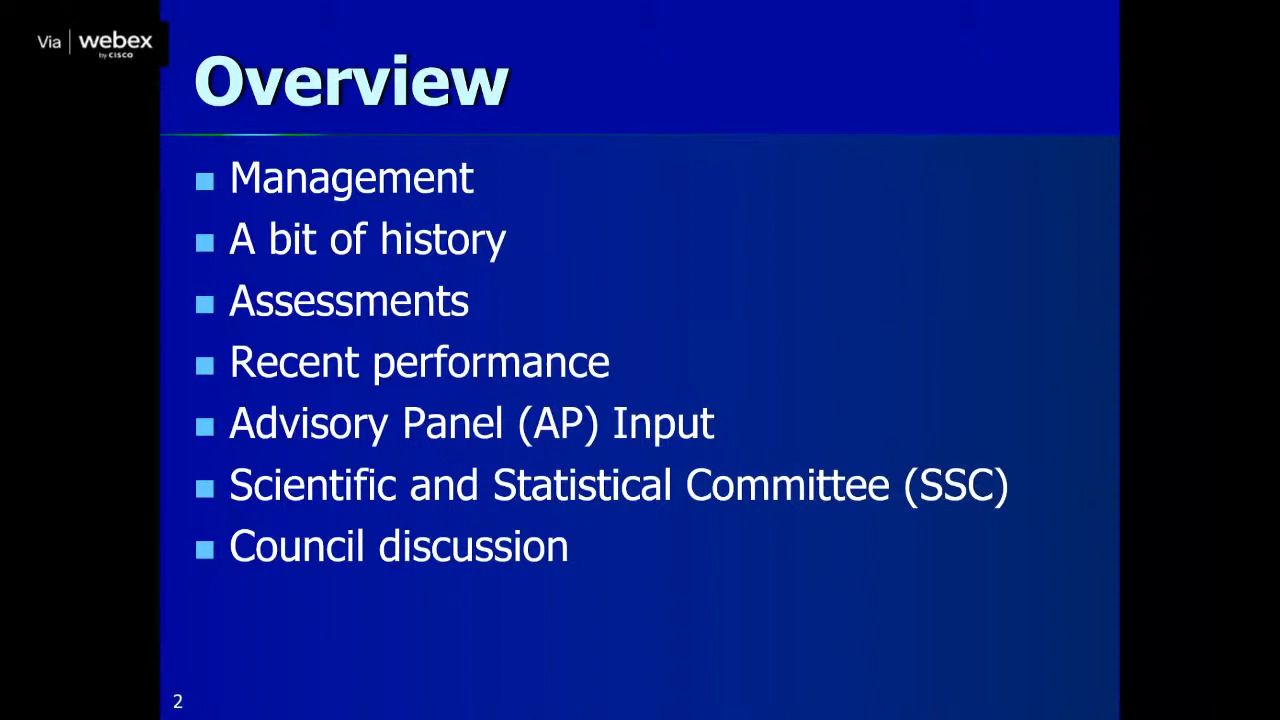 Via | webex
by CISCO
Overview
Management
A bit of history
Assessments
Recent performance
Advisory Panel (AP) Input
Scientific and Statistical Committee (SSC)
Council discussion
2